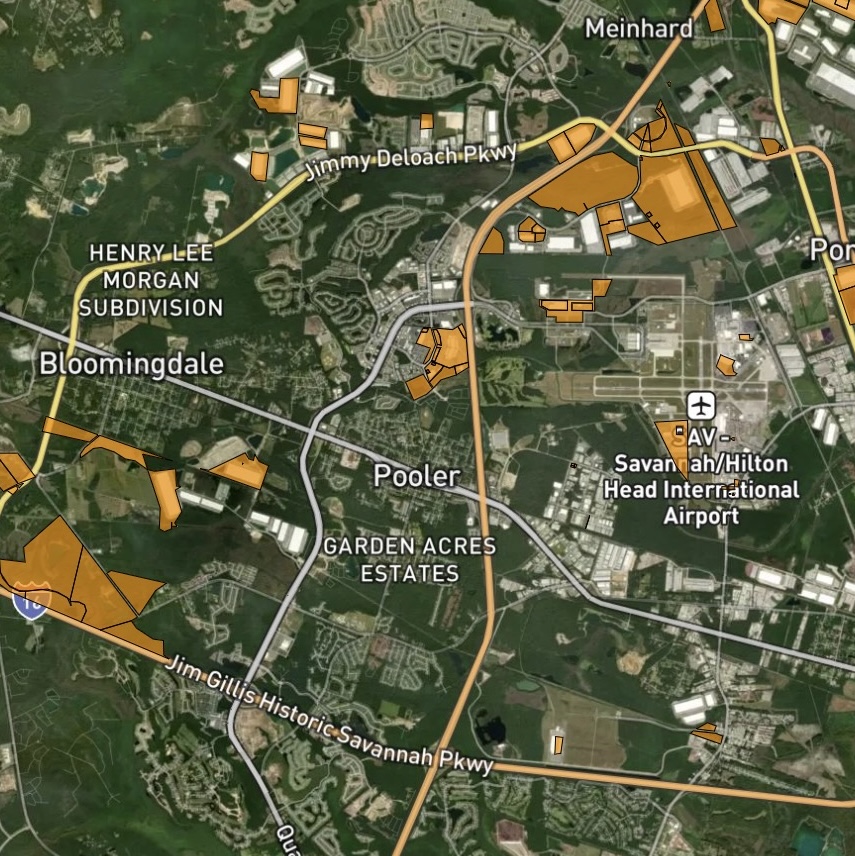 Meinhard
Jimmy Deloach Pkwy
HENRY LEE
MORGAN
SUBDIVISION
Por
Bloomingdale
SAV -
Savannah/Hilton
Head International
Airport
Pooler
GARDEN ACRES
ESTATES
16
Jim Gillis Historic Savannah Pkwy
Qua